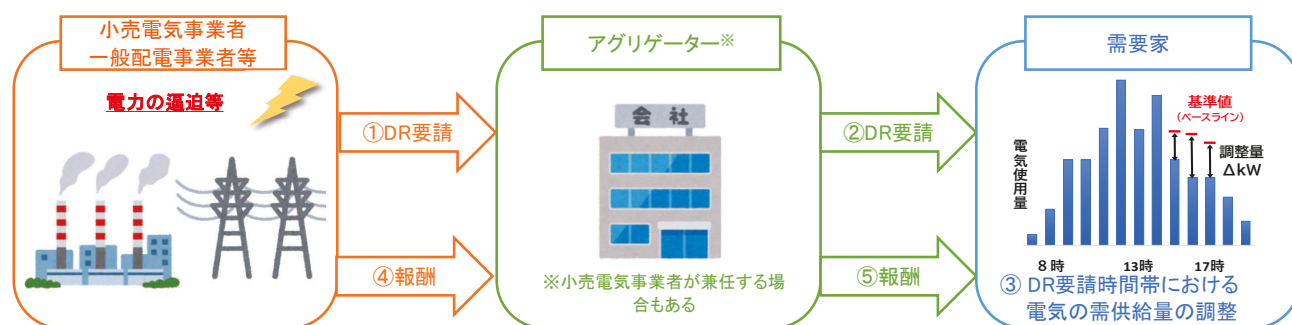 小売電気事業者
一般配電事業者等
電力の逼迫等
①DR要請
④報酬
アグリゲーター※
会 社
※小売電気事業者が兼任する場
合もある
②DR要請
⑤報酬
需要家
基準値
(ベースライン)
電気使用量
調整量
ΔkW
8時
13時
17時
③ DR要請時間帯における
電気の需供給量の調整